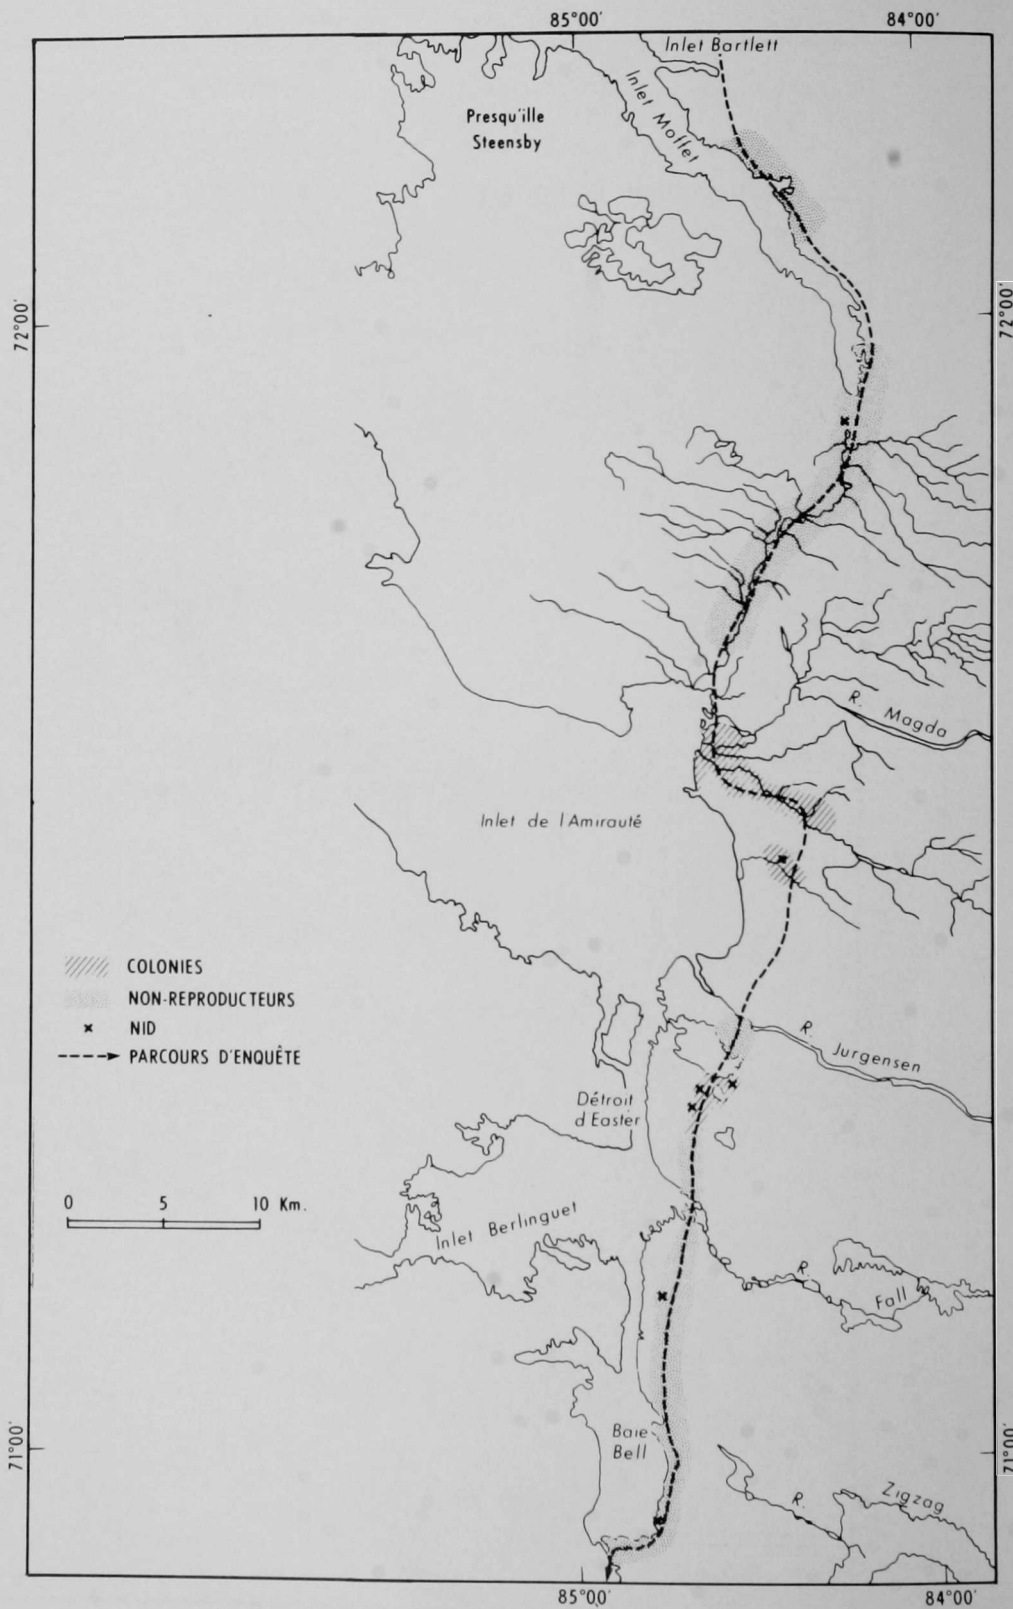 85°00'
84°00'
Inlet Bartlett
Inlet Moffet
Presqu'ille
Steensby
72°00'
72°00'
R. Magda
Inlet de l'Amirauté
COLONIES
NON-REPRODUCTEURS
NID
PARCOURS D'ENQUÊTE
R. Jurgensen
Détroit
d'Easter
0 5 10 Km.
Inlet Berlinguet
R. Fall
Baie
Bell
71°00'
71°00'
R. Zigzag
85°00'
84°00'